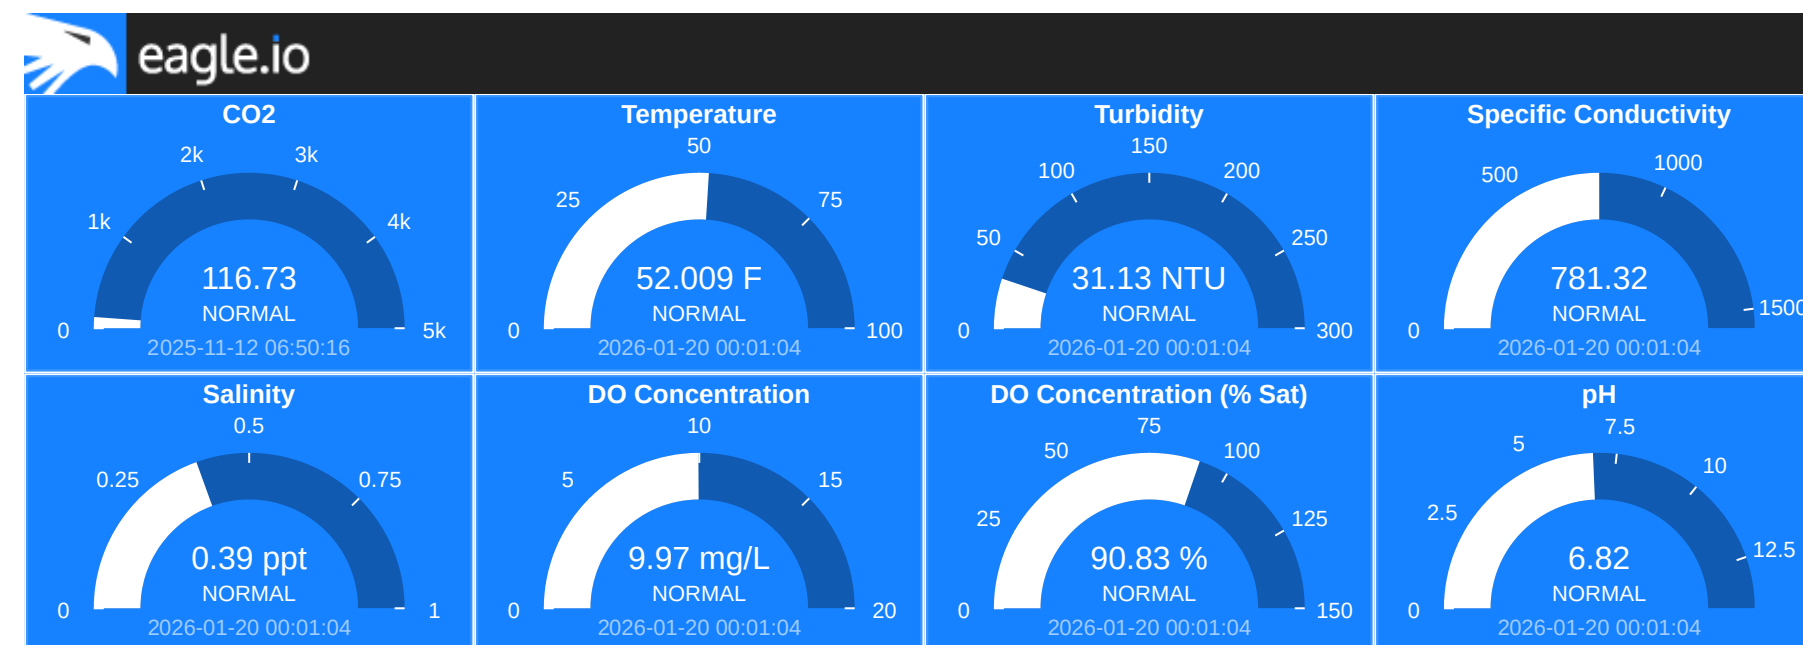 eagle.io
CO2
0
1k
2k
3k
4k
5k
116.73
NORMAL
2025-11-12 06:50:16
Temperature
0
25
50
75
100
52.009 F
NORMAL
2026-01-20 00:01:04
Turbidity
0
50
100
150
200
250
300
31.13 NTU
NORMAL
2026-01-20 00:01:04
Specific Conductivity
0
500
1000
1500
781.32
NORMAL
2026-01-20 00:01:04
Salinity
0
0.25
0.5
0.75
1
0.39 ppt
NORMAL
2026-01-20 00:01:04
DO Concentration
0
5
10
15
20
9.97 mg/L
NORMAL
2026-01-20 00:01:04
DO Concentration (% Sat)
0
25
50
75
100
125
150
90.83 %
NORMAL
2026-01-20 00:01:04
pH
0
2.5
5
7.5
10
12.5
6.82
NORMAL
2026-01-20 00:01:04